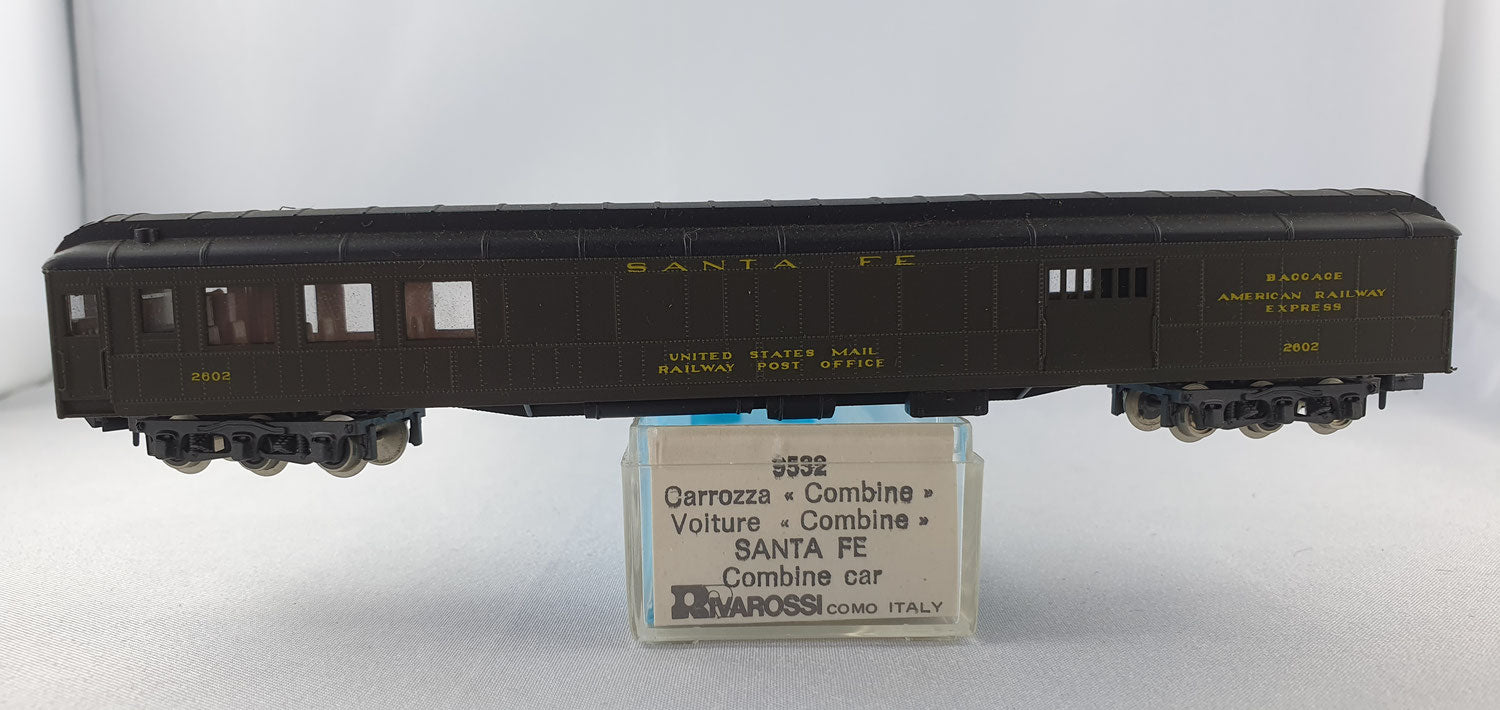 SANTA FE
BAGGAGE
AMERICAN RAILWAY
EXPRESS
2602
UNITED STATES MAIL
RAILWAY POST OFFICE
2602
9532
Carrozza « Combine »
Voiture « Combine »
SANTA FE
Combine car
RIVAROSSI COMO ITALY